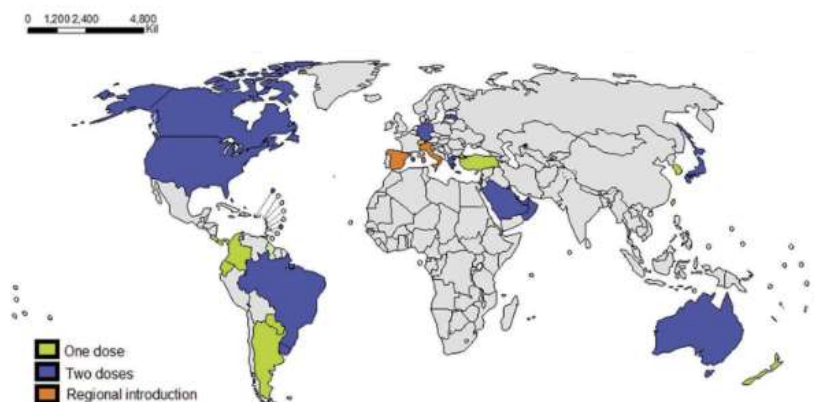 0 1,200 2,400 4,800
Kil
One dose
Two doses
Regional introduction